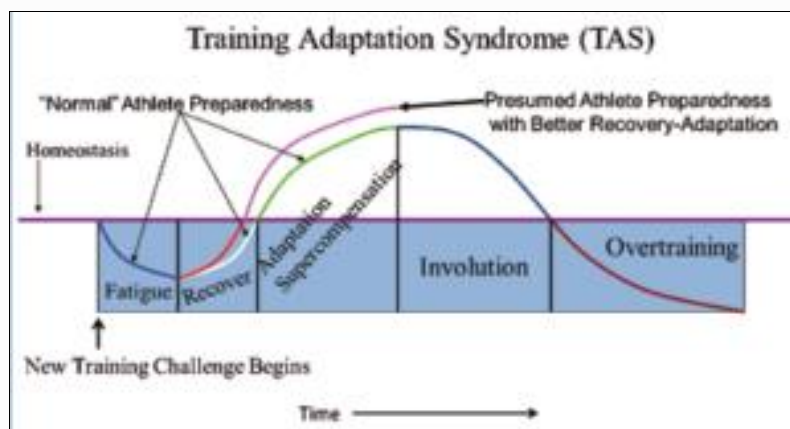 Training Adaptation Syndrome (TAS)
"Normal" Athlete Preparedness
Presumed Athlete Preparedness
with Better Recovery-Adaptation
Homeostasis
Fatigue
Recover
Adaptation
Supercompensation
Involution
Overtraining
New Training Challenge Begins
Time